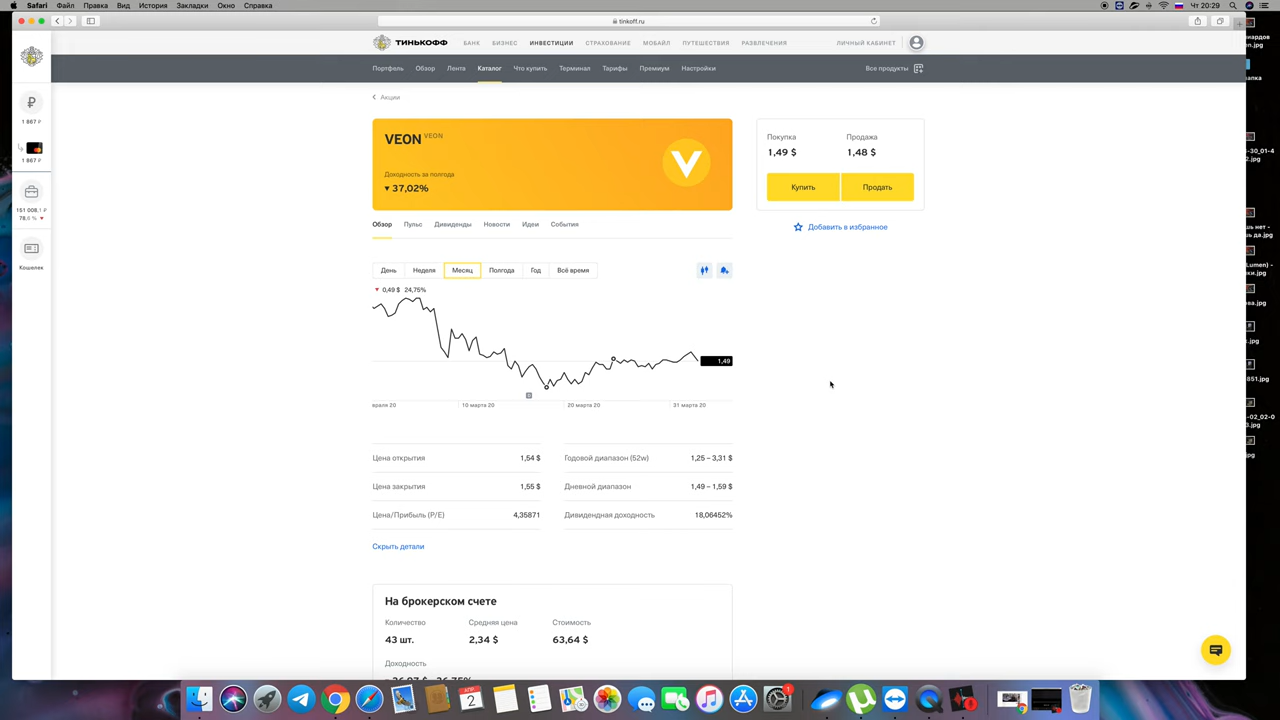 Safari Файл Правка Вид История Закладки Окно Справка
Чт 20:29
tinkoff.ru
ТИНЬКОФФ БАНК БИЗНЕС ИНВЕСТИЦИИ СТРАХОВАНИЕ МОБАЙЛ ПУТЕШЕСТВИЯ РАЗВЛЕЧЕНИЯ ЛИЧНЫЙ КАБИНЕТ
Портфель Обзор Лента Каталог Что купить Терминал Тарифы Премиум Настройки Все продукты
1 867 ₽
1 867 ₽
Кошелек
Акции
VEON VEON
Доходность за полгода
▼ 37,02%
Покупка Продажа
1,49 $ 1,48 $
Купить Продать
Добавить в избранное
Обзор Пульс Дивиденды Новости Идеи События
День Неделя Месяц Полгода Год Всё время
▼ 0,49 $ 24,75%
1,49
враля 20 10 марта 20 20 марта 20 31 марта 20
Цена открытия 1,54 $ Годовой диапазон (52w) 1,25 – 3,31 $
Цена закрытия 1,55 $ Дневной диапазон 1,49 – 1,59 $
Цена/Прибыль (P/E) 4,35871 Дивидендная доходность 18,06452%
Скрыть детали
На брокерском счете
Количество Средняя цена Стоимость
43 шт. 2,34 $ 63,64 $
Доходность
АПР
2
1